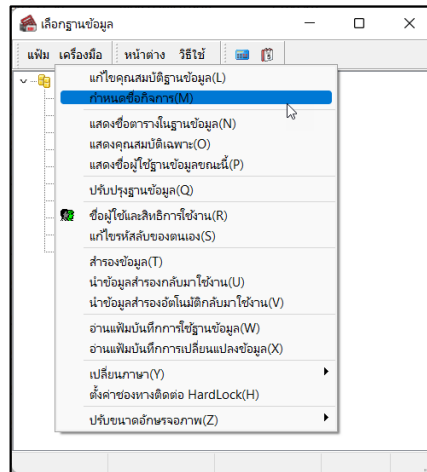 เลือกฐานข้อมูล
แฟ้ม เครื่องมือ หน้าต่าง วิธีใช้
แก้ไขคุณสมบัติฐานข้อมูล(L)
กำหนดชื่อกิจการ(M)
แสดงชื่อตารางในฐานข้อมูล(N)
แสดงคุณสมบัติเฉพาะ(O)
แสดงชื่อผู้ใช้ฐานข้อมูลขณะนี้(P)
ปรับปรุงฐานข้อมูล(Q)
ชื่อผู้ใช้และสิทธิการใช้งาน(R)
แก้ไขรหัสลับของตนเอง(S)
สำรองข้อมูล(T)
นำข้อมูลสำรองกลับมาใช้งาน(U)
นำข้อมูลสำรองอัตโนมัติกลับมาใช้งาน(V)
อ่านแฟ้มบันทึกการใช้ฐานข้อมูล(W)
อ่านแฟ้มบันทึกการเปลี่ยนแปลงข้อมูล(X)
เปลี่ยนภาษา(Y)
ตั้งค่าช่องทางติดต่อ HardLock(H)
ปรับขนาดอักษรจอภาพ(Z)